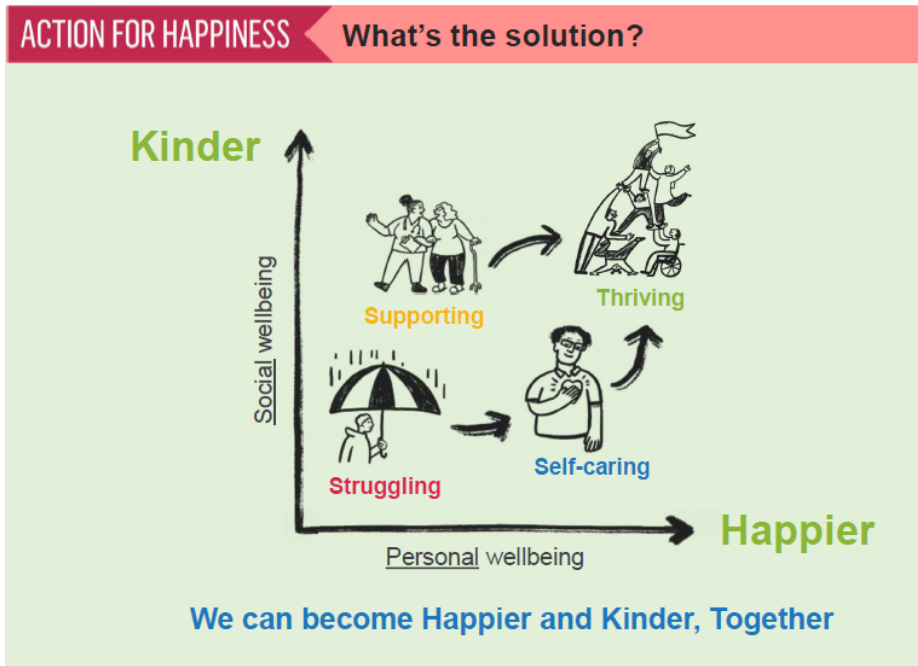 ACTION FOR HAPPINESS
What's the solution?
Kinder
Social wellbeing
Supporting
Thriving
Struggling
Self-caring
Happier
Personal wellbeing
We can become Happier and Kinder, Together